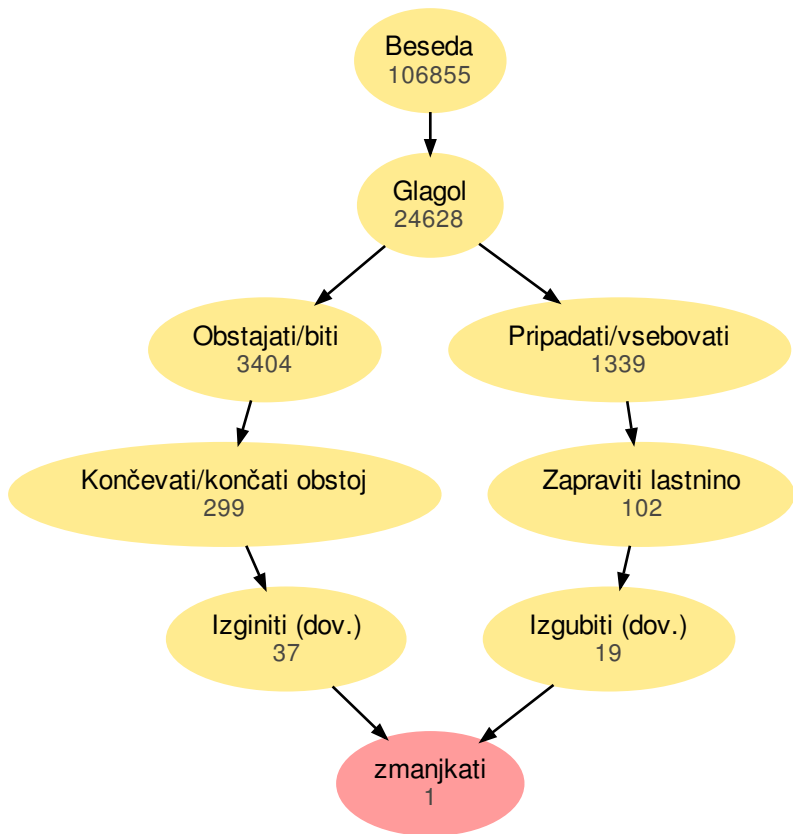 Beseda
106855
Glagol
24628
Obstajati/biti
3404
Pripadati/vsebovati
1339
Končevati/končati obstoj
299
Zapraviti lastnino
102
Izginiti (dov.)
37
Izgubiti (dov.)
19
zmanjkati
1